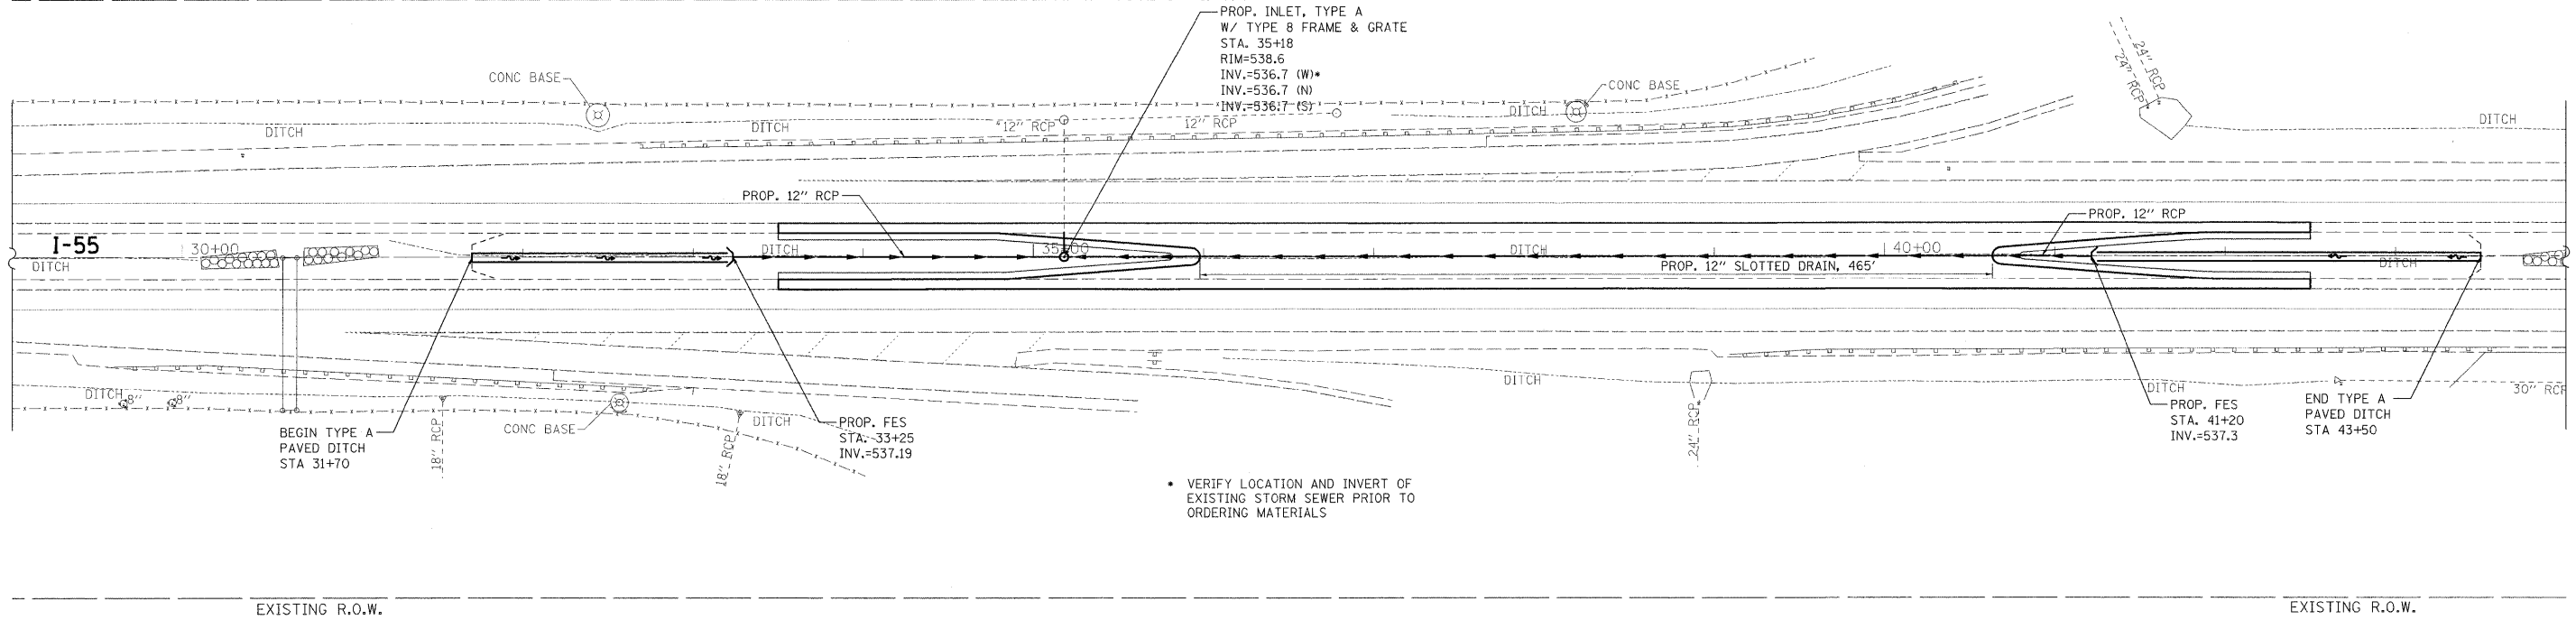 PROP. INLET, TYPE A
W/ TYPE 8 FRAME & GRATE
STA. 35+18
RIM=538.6
INV.=536.7 (W)*
INV.=536.7 (N)
INV.=536.7 (S)
CONC BASE
CONC BASE
24" RCP
24" RCP
DITCH
DITCH
12" RCP
12" RCP
DITCH
DITCH
PROP. 12" RCP
PROP. 12" RCP
I-55
30+00
DITCH
35+00
DITCH
40+00
DITCH
PROP. 12" SLOTTED DRAIN, 465'
DITCH
DITCH
8"
8"
CONC BASE
18" RCP
18" RCP
DITCH
DITCH
24" RCP
DITCH
30" RCP
BEGIN TYPE A
PAVED DITCH
STA 31+70
PROP. FES
STA. 33+25
INV.=537.19
PROP. FES
STA. 41+20
INV.=537.3
END TYPE A
PAVED DITCH
STA 43+50
* VERIFY LOCATION AND INVERT OF
EXISTING STORM SEWER PRIOR TO
ORDERING MATERIALS
EXISTING R.O.W.
EXISTING R.O.W.